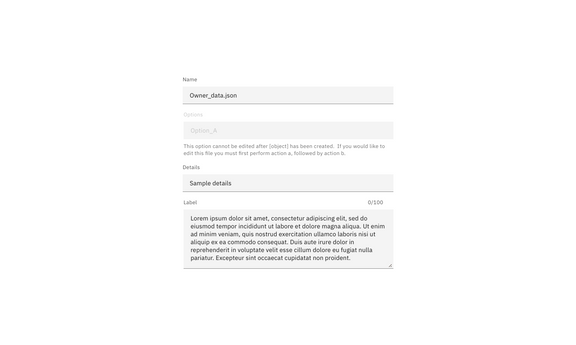 Name
Owner_data.json
Options
Option_A
This option cannot be edited after [object] has been created. If you would like to
edit this file you must first perform action a, followed by action b.
Details
Sample details
Label 0/100
Lorem ipsum dolor sit amet, consectetur adipiscing elit, sed do
eiusmod tempor incididunt ut labore et dolore magna aliqua. Ut enim
ad minim veniam, quis nostrud exercitation ullamco laboris nisi ut
aliquip ex ea commodo consequat. Duis aute irure dolor in
reprehenderit in voluptate velit esse cillum dolore eu fugiat nulla
pariatur. Excepteur sint occaecat cupidatat non proident.